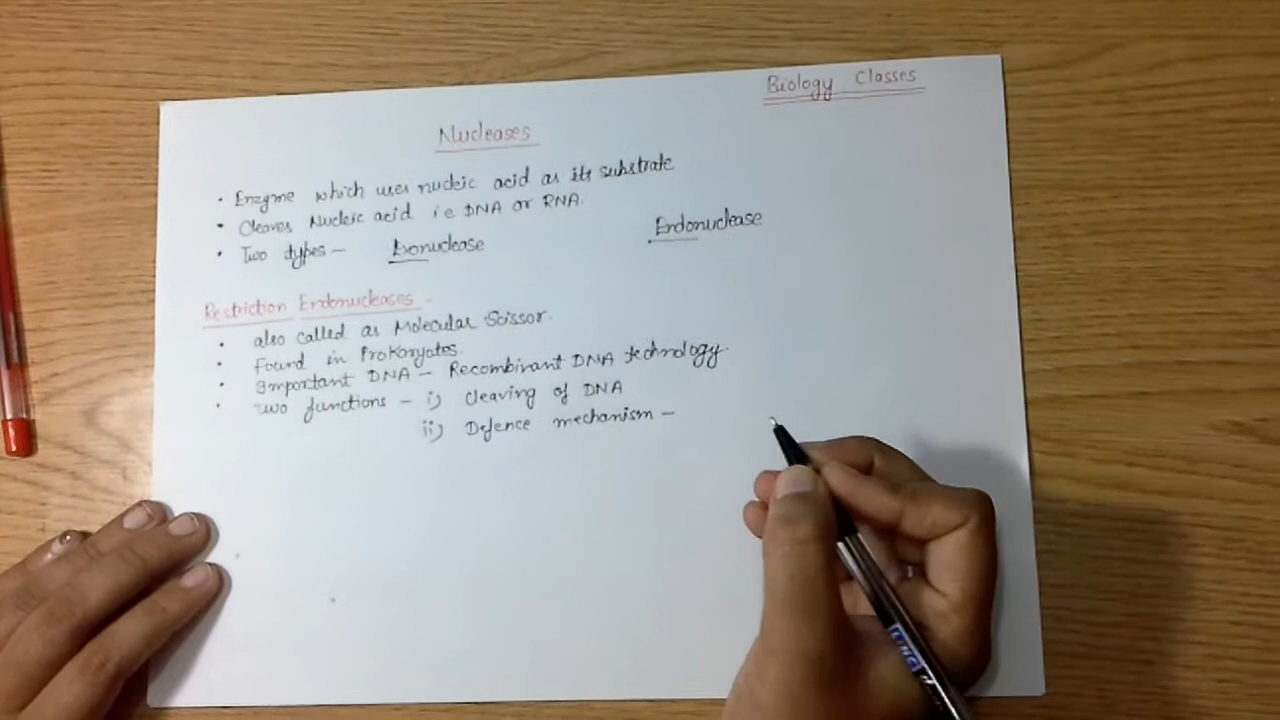 Biology Classes
Nucleases
• Enzyme which uses nucleic acid as its substrate
• Cleaves Nucleic acid i.e DNA or RNA.
• Two types – Exonuclease Endonuclease
Restriction Endonucleases –
• also called as Molecular Scissor.
• Found in Prokaryotes.
• Important DNA – Recombinant DNA technology.
• Two functions – i) Cleaving of DNA
ii) Defence mechanism –